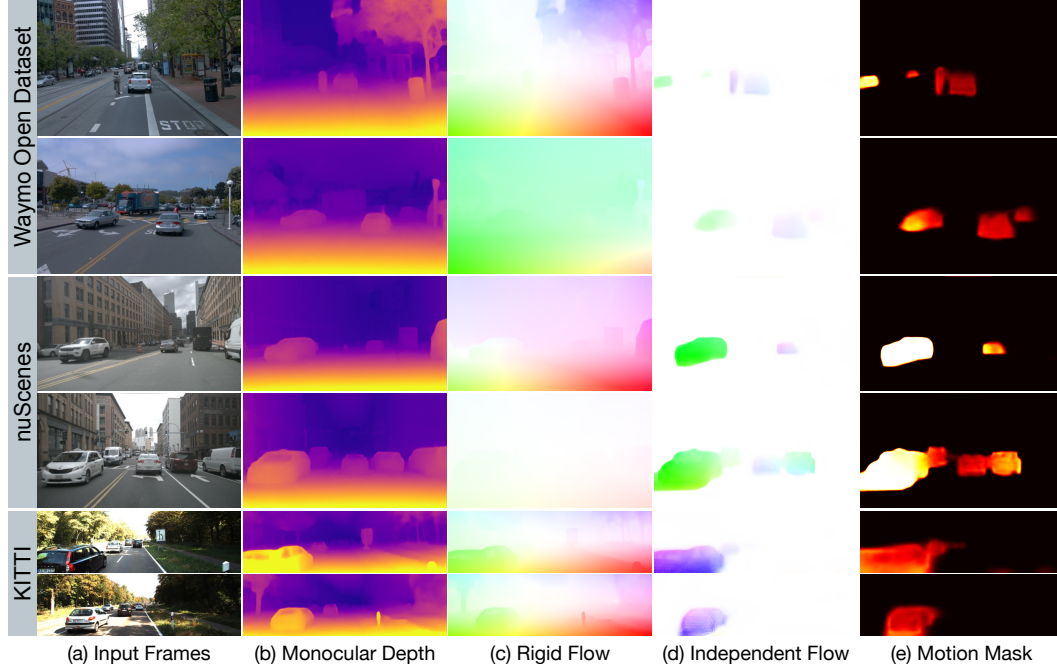 Waymo Open Dataset
STOP
nuScenes
KITTI
(a) Input Frames
(b) Monocular Depth
(c) Rigid Flow
(d) Independent Flow
(e) Motion Mask